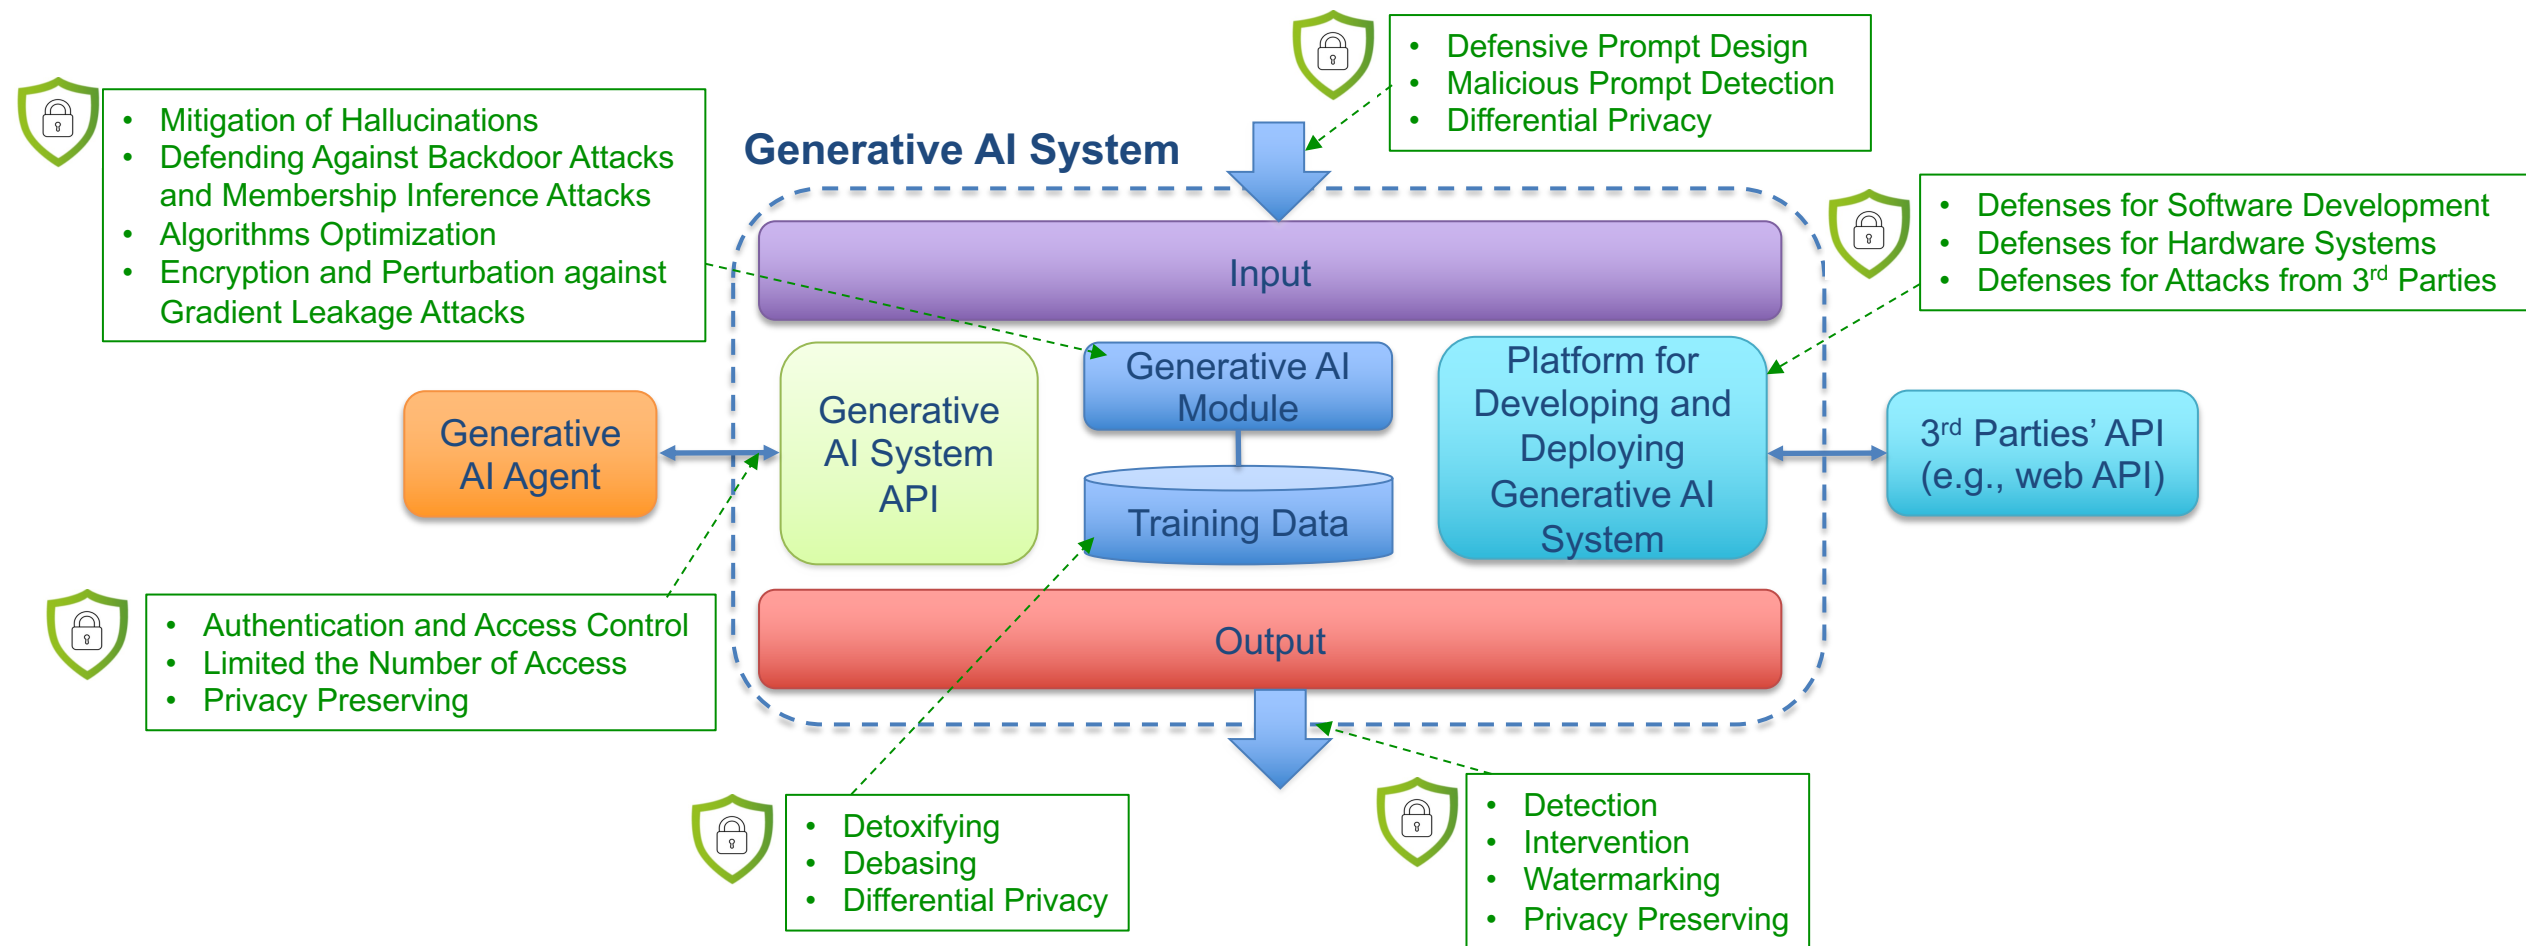 • Defensive Prompt Design
• Malicious Prompt Detection
• Differential Privacy
• Mitigation of Hallucinations
• Defending Against Backdoor Attacks
and Membership Inference Attacks
• Algorithms Optimization
• Encryption and Perturbation against
Gradient Leakage Attacks
Generative AI System
• Defenses for Software Development
• Defenses for Hardware Systems
• Defenses for Attacks from 3rd Parties
Input
Generative
AI Agent
Generative
AI System
API
Generative AI
Module
Training Data
Platform for
Developing and
Deploying
Generative AI
System
3rd Parties’ API
(e.g., web API)
Output
• Authentication and Access Control
• Limited the Number of Access
• Privacy Preserving
• Detoxifying
• Debasing
• Differential Privacy
• Detection
• Intervention
• Watermarking
• Privacy Preserving